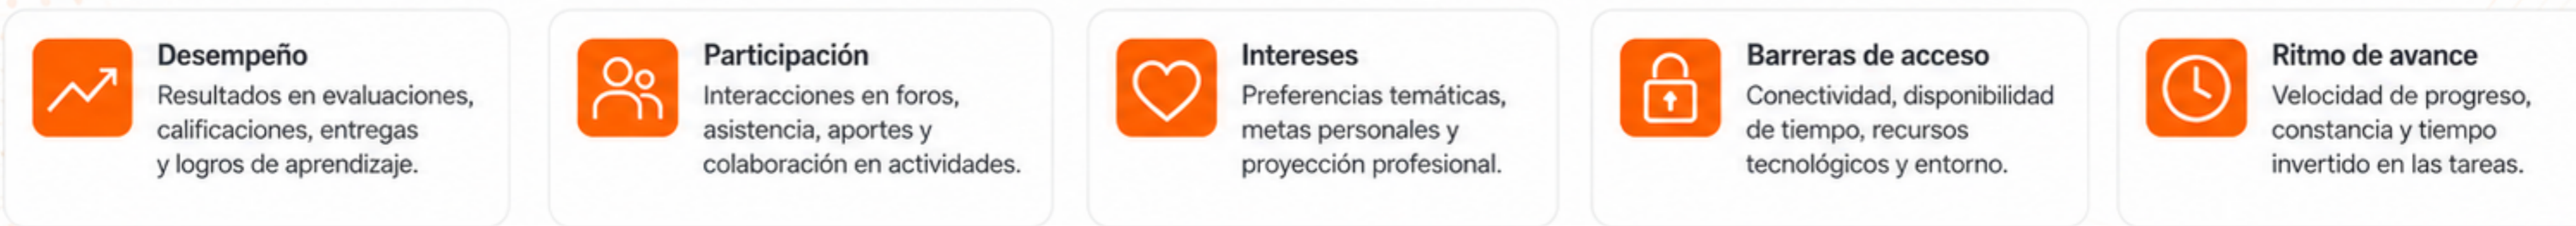 Desempeño
Resultados en evaluaciones,
calificaciones, entregas
y logros de aprendizaje.
Participación
Interacciones en foros,
asistencia, aportes y
colaboración en actividades.
Intereses
Preferencias temáticas,
metas personales y
proyección profesional.
Barreras de acceso
Conectividad, disponibilidad
de tiempo, recursos
tecnológicos y entorno.
Ritmo de avance
Velocidad de progreso,
constancia y tiempo
invertido en las tareas.